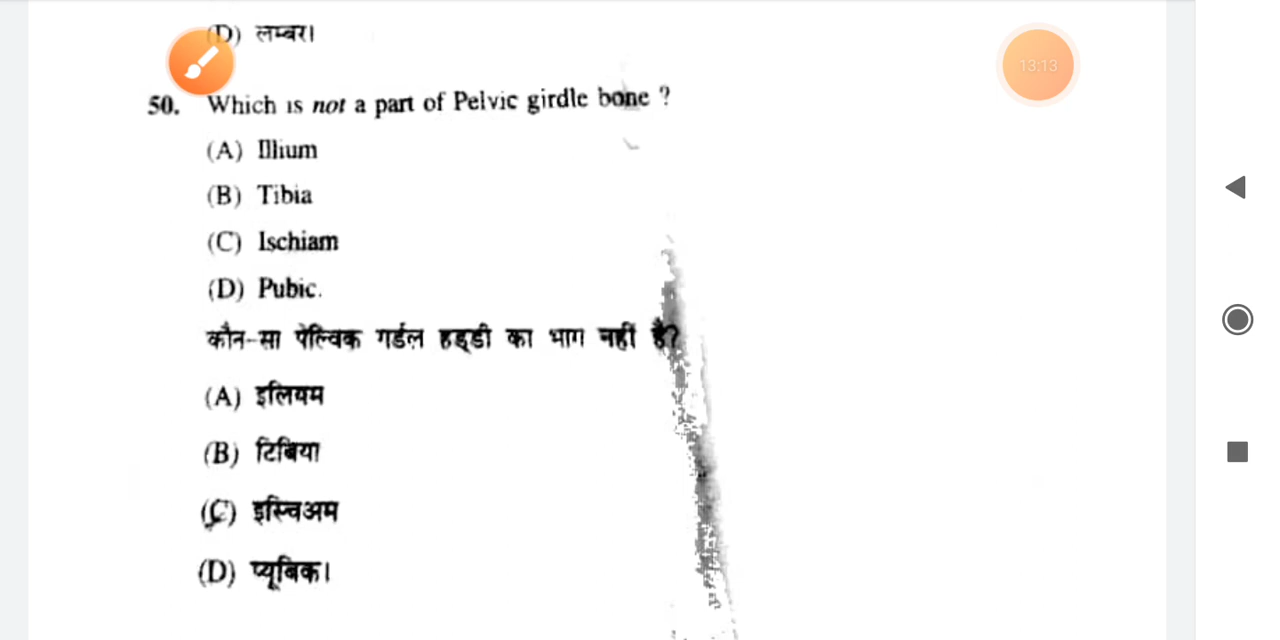 (D) लम्बर।
13:13
50. Which is not a part of Pelvic girdle bone ?
(A) Illium
(B) Tibia
(C) Ischiam
(D) Pubic.
कौन-सा पेल्विक गर्डल हड्डी का भाग नहीं है?
(A) इलियम
(B) टिबिया
(C) इस्चिअम
(D) प्यूबिक।